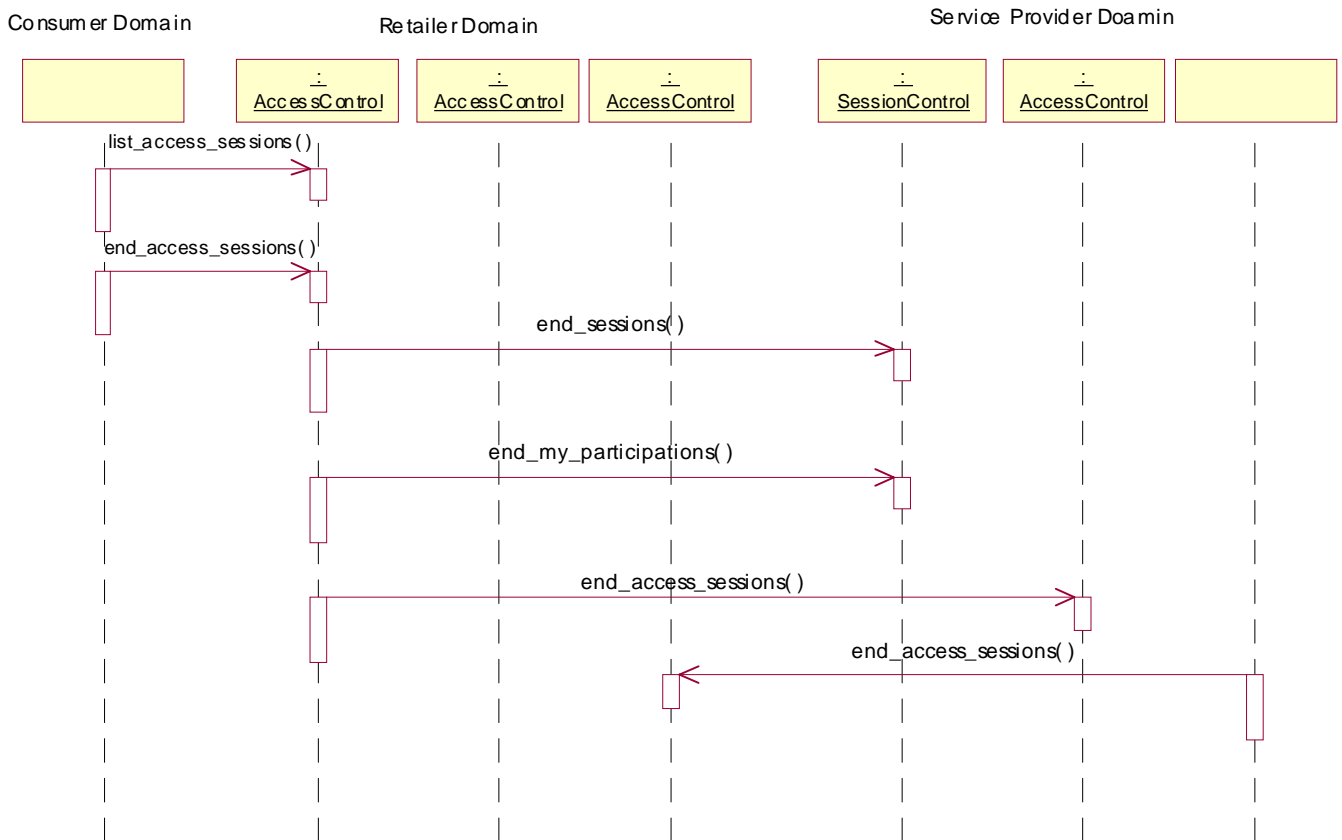 Consumer Domain
Retailer Domain
Service Provider Doamin
:
AccessControl
:
AccessControl
:
AccessControl
:
SessionControl
:
AccessControl
list_access_sessions( )
end_access_sessions( )
end_sessions( )
end_my_participations( )
end_access_sessions( )
end_access_sessions( )